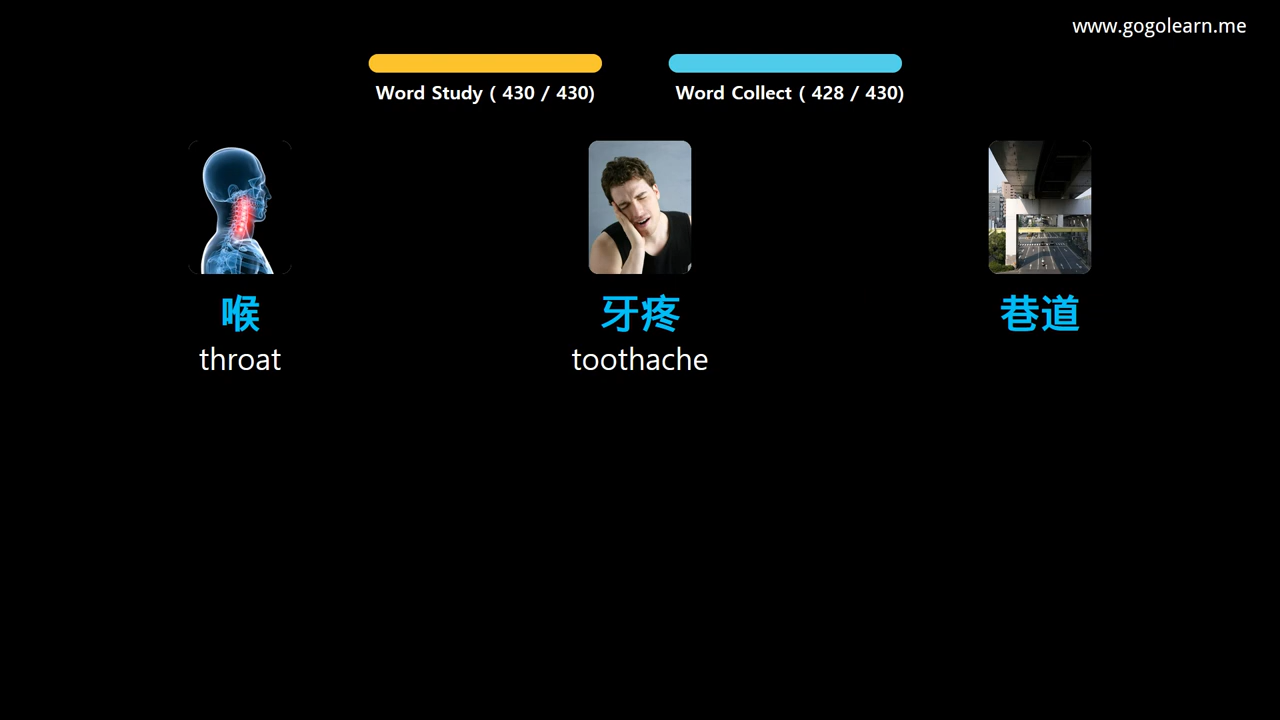 www.gogolearn.me
Word Study ( 430 / 430)
Word Collect ( 428 / 430)
喉
牙疼
巷道
throat
toothache